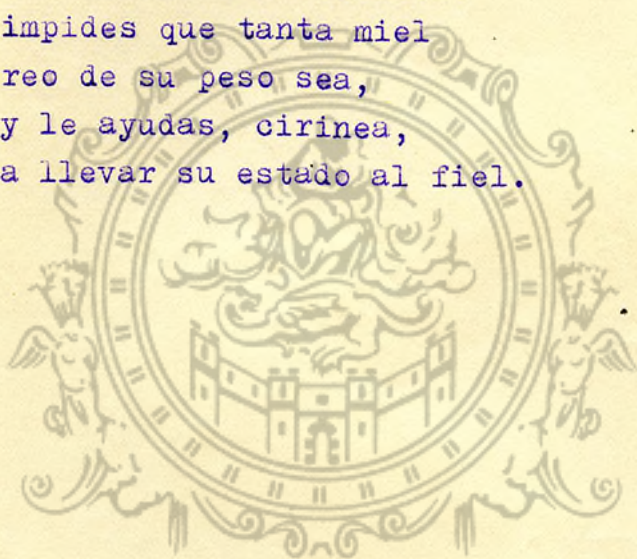 impides que tanta miel
reo de su peso sea,
y le ayudas, cirinea,
a llevar su estado al fiel.